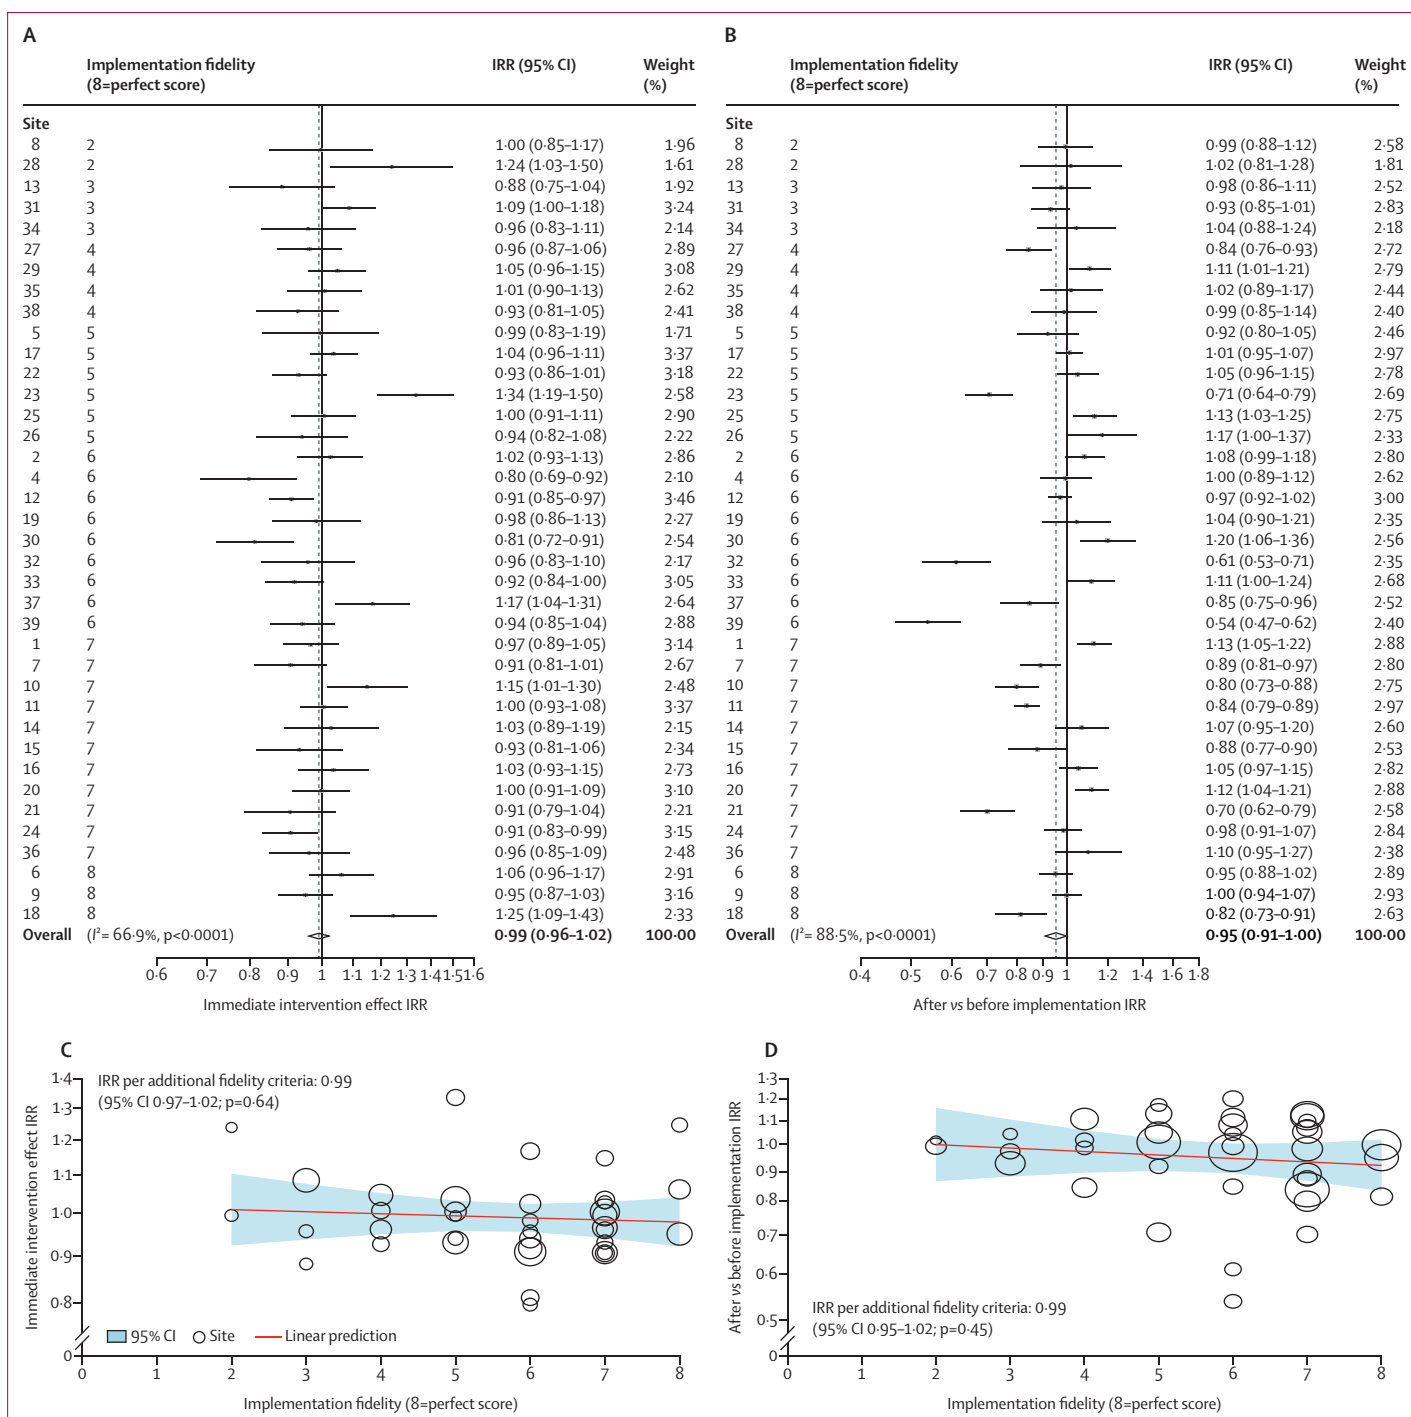 A
Implementation fidelity
(8=perfect score)
IRR (95% CI)
Weight
(%)
Site
8 2 1·00 (0·85–1·17) 1·96
28 2 1·24 (1·03–1·50) 1·61
13 3 0·88 (0·75–1·04) 1·92
31 3 1·09 (1·00–1·18) 3·24
34 3 0·96 (0·83–1·11) 2·14
27 4 0·96 (0·87–1·06) 2·89
29 4 1·05 (0·96–1·15) 3·08
35 4 1·01 (0·90–1·13) 2·62
38 4 0·93 (0·81–1·05) 2·41
5 5 0·99 (0·83–1·19) 1·71
17 5 1·04 (0·96–1·11) 3·37
22 5 0·93 (0·86–1·01) 3·18
23 5 1·34 (1·19–1·50) 2·58
25 5 1·00 (0·91–1·11) 2·90
26 5 0·94 (0·82–1·08) 2·22
2 6 1·02 (0·93–1·13) 2·86
4 6 0·80 (0·69–0·92) 2·10
12 6 0·91 (0·85–0·97) 3·46
19 6 0·98 (0·86–1·13) 2·27
30 6 0·81 (0·72–0·91) 2·54
32 6 0·96 (0·83–1·10) 2·17
33 6 0·92 (0·84–1·00) 3·05
37 6 1·17 (1·04–1·31) 2·64
39 6 0·94 (0·85–1·04) 2·88
1 7 0·97 (0·89–1·05) 3·14
7 7 0·91 (0·81–1·01) 2·67
10 7 1·15 (1·01–1·30) 2·48
11 7 1·00 (0·93–1·08) 3·37
14 7 1·03 (0·89–1·19) 2·15
15 7 0·93 (0·81–1·06) 2·34
16 7 1·03 (0·93–1·15) 2·73
20 7 1·00 (0·91–1·09) 3·10
21 7 0·91 (0·79–1·04) 2·21
24 7 0·91 (0·83–0·99) 3·15
36 7 0·96 (0·85–1·09) 2·48
6 8 1·06 (0·96–1·17) 2·91
9 8 0·95 (0·87–1·03) 3·16
18 8 1·25 (1·09–1·43) 2·33
Overall (I²= 66·9%, p<0·0001) 0·99 (0·96–1·02) 100·00
0·6 0·7 0·8 0·9 1 1·1 1·2 1·3 1·4 1·5 1·6
Immediate intervention effect IRR
B
Implementation fidelity
(8=perfect score)
IRR (95% CI)
Weight
(%)
Site
8 2 0·99 (0·88–1·12) 2·58
28 2 1·02 (0·81–1·28) 1·81
13 3 0·98 (0·86–1·11) 2·52
31 3 0·93 (0·85–1·01) 2·83
34 3 1·04 (0·88–1·24) 2·18
27 4 0·84 (0·76–0·93) 2·72
29 4 1·11 (1·01–1·21) 2·79
35 4 1·02 (0·89–1·17) 2·44
38 4 0·99 (0·85–1·14) 2·40
5 5 0·92 (0·80–1·05) 2·46
17 5 1·01 (0·95–1·07) 2·97
22 5 1·05 (0·96–1·15) 2·78
23 5 0·71 (0·64–0·79) 2·69
25 5 1·13 (1·03–1·25) 2·75
26 5 1·17 (1·00–1·37) 2·33
2 6 1·08 (0·99–1·18) 2·80
4 6 1·00 (0·89–1·12) 2·62
12 6 0·97 (0·92–1·02) 3·00
19 6 1·04 (0·90–1·21) 2·35
30 6 1·20 (1·06–1·36) 2·56
32 6 0·61 (0·53–0·71) 2·35
33 6 1·11 (1·00–1·24) 2·68
37 6 0·85 (0·75–0·96) 2·52
39 6 0·54 (0·47–0·62) 2·40
1 7 1·13 (1·05–1·22) 2·88
7 7 0·89 (0·81–0·97) 2·80
10 7 0·80 (0·73–0·88) 2·75
11 7 0·84 (0·79–0·89) 2·97
14 7 1·07 (0·95–1·20) 2·60
15 7 0·88 (0·77–0·90) 2·53
16 7 1·05 (0·97–1·15) 2·82
20 7 1·12 (1·04–1·21) 2·88
21 7 0·70 (0·62–0·79) 2·58
24 7 0·98 (0·91–1·07) 2·84
36 7 1·10 (0·95–1·27) 2·38
6 8 0·95 (0·88–1·02) 2·89
9 8 1·00 (0·94–1·07) 2·93
18 8 0·82 (0·73–0·91) 2·63
Overall (I²= 88·5%, p<0·0001) 0·95 (0·91–1·00) 100·00
0·4 0·5 0·6 0·7 0·8 0·9 1 1·2 1·4 1·6 1·8
After vs before implementation IRR
C
IRR per additional fidelity criteria: 0·99
(95% CI 0·97–1·02; p=0·64)
Immediate intervention effect IRR
1·4
1·3
1·2
1·1
1·0
0·9
0·8
0
95% CI Site Linear prediction
0 1 2 3 4 5 6 7 8
Implementation fidelity (8=perfect score)
D
After vs before implementation IRR
1·3
1·2
1·1
1·0
0·9
0·8
0·7
0·6
0·5
0
IRR per additional fidelity criteria: 0·99
(95% CI 0·95–1·02; p=0·45)
0 1 2 3 4 5 6 7 8
Implementation fidelity (8=perfect score)